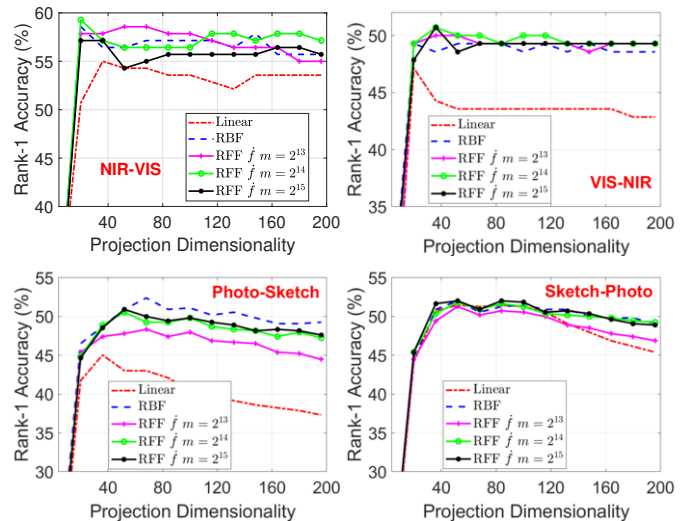 60
55
50
45
40
0 40 80 120 160 200
Rank-1 Accuracy (%)
Projection Dimensionality
NIR-VIS
Linear
RBF
RFF ḟ m = 2^13
RFF ḟ m = 2^14
RFF ḟ m = 2^15
50
45
40
35
0 40 80 120 160 200
Rank-1 Accuracy (%)
Projection Dimensionality
VIS-NIR
Linear
RBF
RFF ḟ m = 2^13
RFF ḟ m = 2^14
RFF ḟ m = 2^15
55
50
45
40
35
30
0 40 80 120 160 200
Rank-1 Accuracy (%)
Projection Dimensionality
Photo-Sketch
Linear
RBF
RFF ḟ m = 2^13
RFF ḟ m = 2^14
RFF ḟ m = 2^15
55
50
45
40
35
30
0 40 80 120 160 200
Rank-1 Accuracy (%)
Projection Dimensionality
Sketch-Photo
Linear
RBF
RFF ḟ m = 2^13
RFF ḟ m = 2^14
RFF ḟ m = 2^15